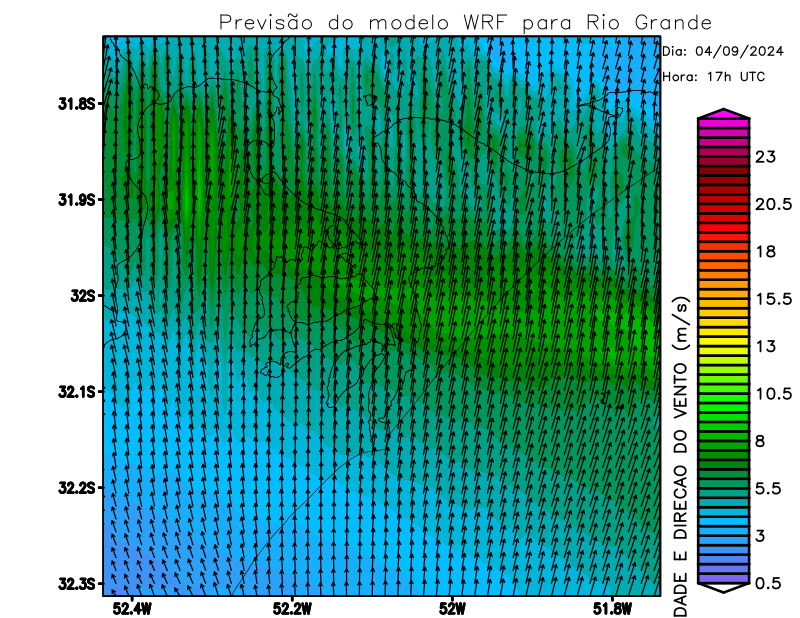 Previsão do modelo WRF para Rio Grande
Dia: 04/09/2024
Hora: 17h UTC
31.8S
31.9S
32S
32.1S
32.2S
32.3S
52.4W
52.2W
52W
51.8W
23
20.5
18
15.5
13
10.5
8
5.5
3
0.5
DADE E DIRECAO DO VENTO (m/s)